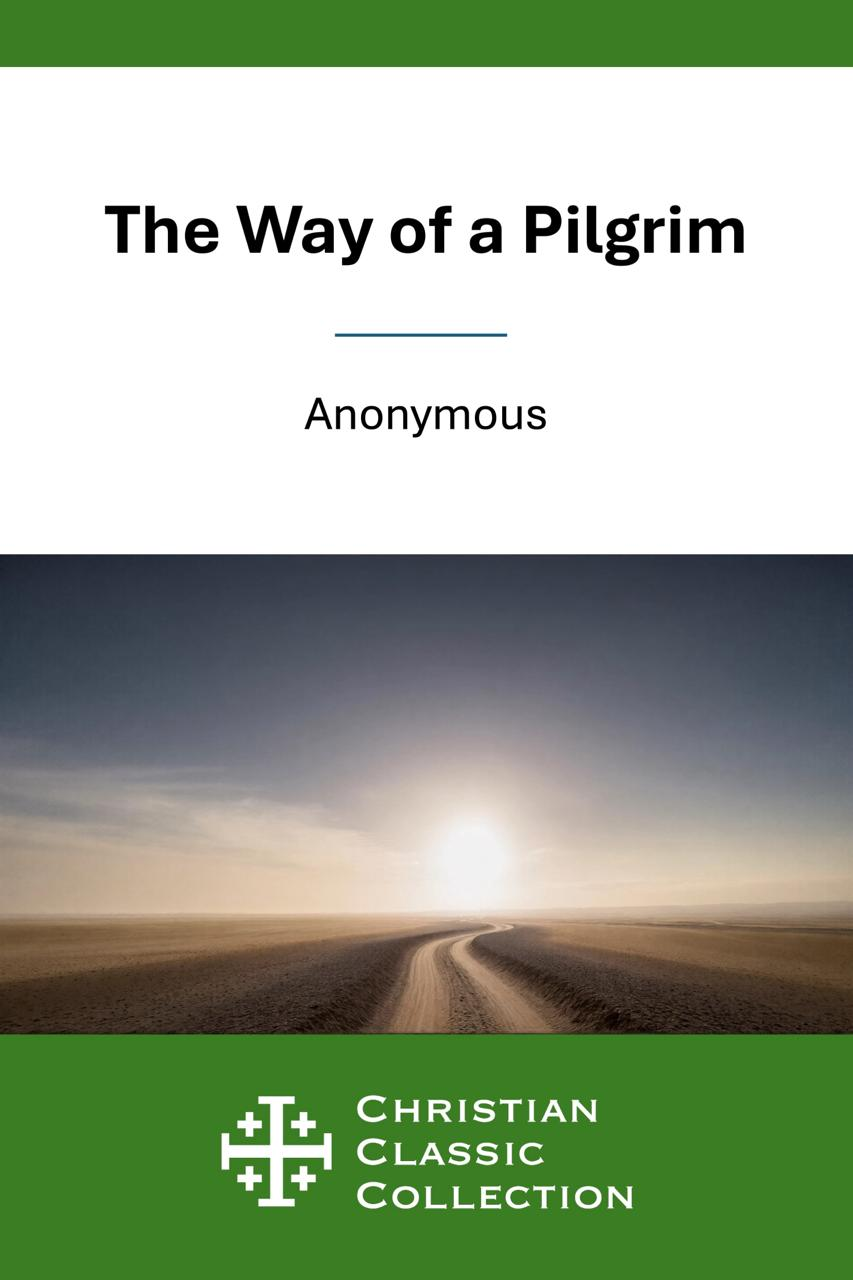 The Way of a Pilgrim
Anonymous
CHRISTIAN
CLASSIC
COLLECTION